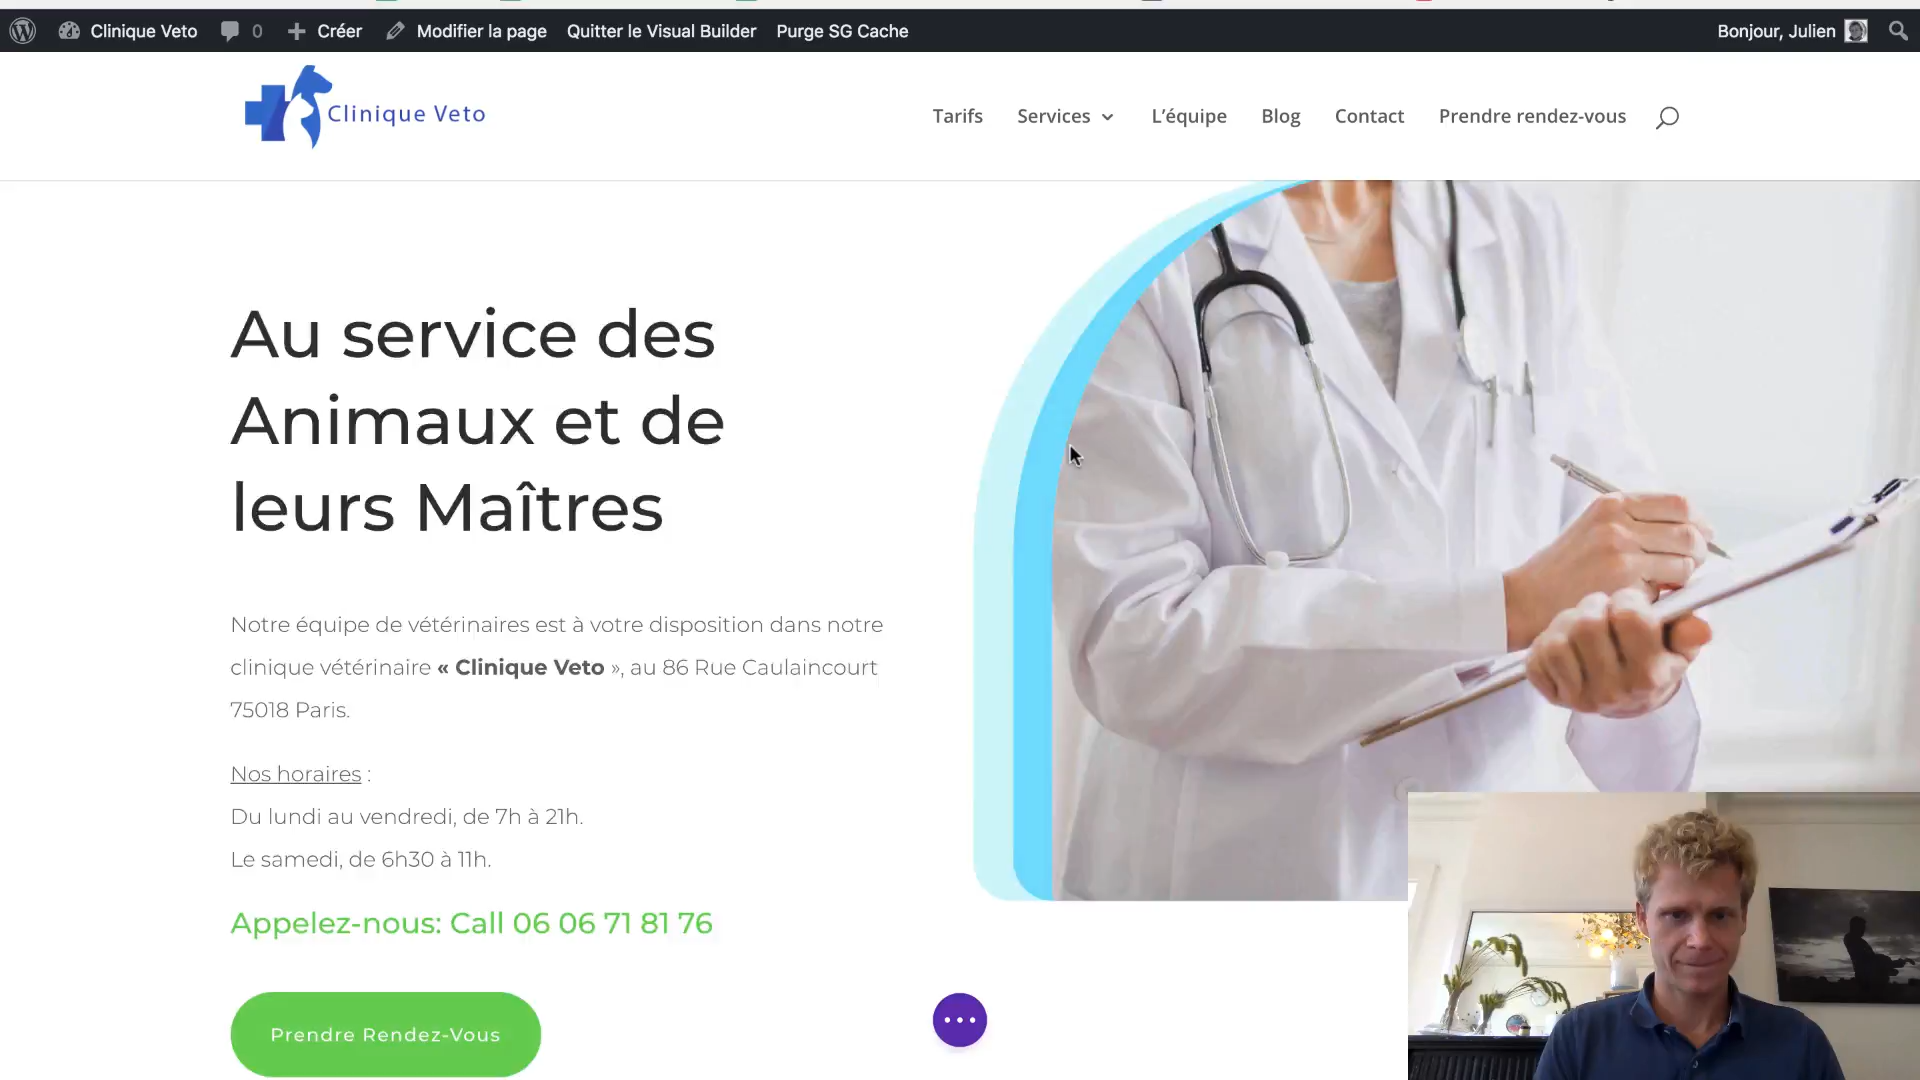 Clinique Veto 0 Créer Modifier la page Quitter le Visual Builder Purge SG Cache Bonjour, Julien
Clinique Veto
Tarifs Services L'équipe Blog Contact Prendre rendez-vous
Au service des
Animaux et de
leurs Maîtres
Notre équipe de vétérinaires est à votre disposition dans notre
clinique vétérinaire « Clinique Veto », au 86 Rue Caulaincourt
75018 Paris.
Nos horaires :
Du lundi au vendredi, de 7h à 21h.
Le samedi, de 6h30 à 11h.
Appelez-nous: Call 06 06 71 81 76
Prendre Rendez-Vous